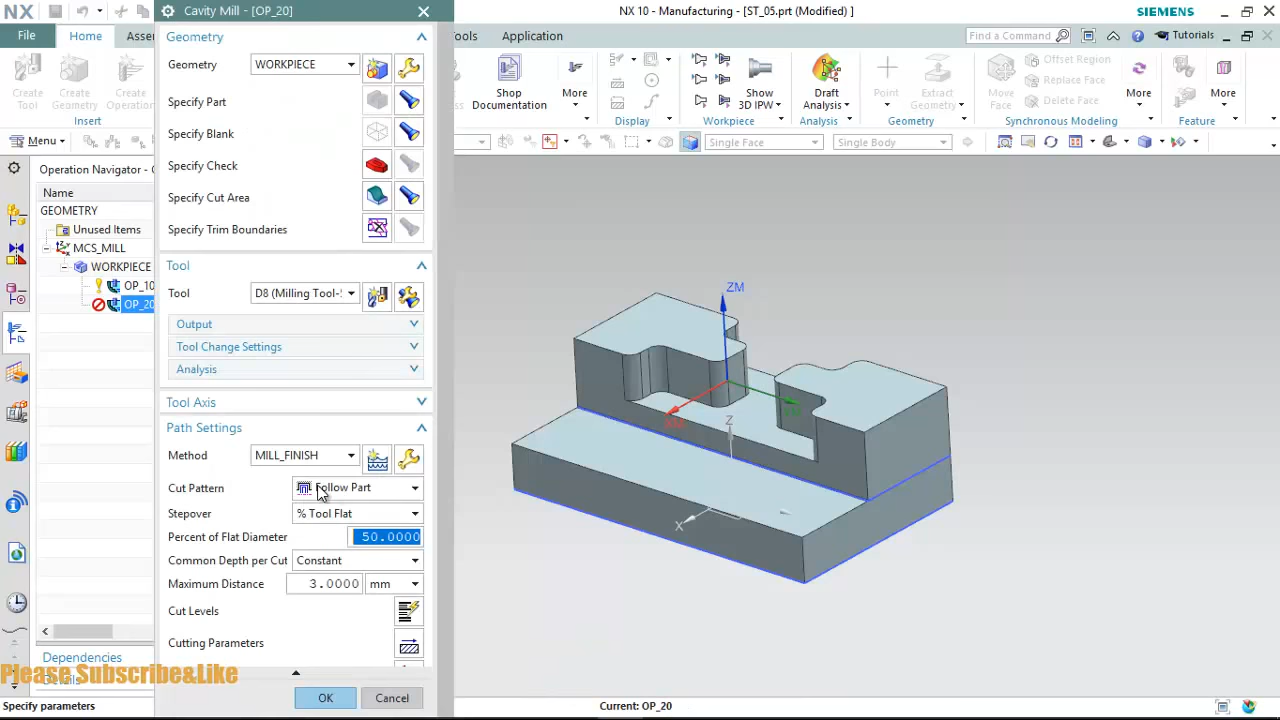 NX
Cavity Mill - [OP_20]
NX 10 - Manufacturing - [ST_05.prt (Modified) ]
SIEMENS
File
Home
Assem
Tools
Application
Find a Command
Tutorials
Create
Tool
Create
Geometry
Create
Operation
Insert
Shop
Documentation
More
Display
Show
3D IPW
Workpiece
Draft
Analysis
Analysis
Point
Extract
Geometry
Geometry
Move
Face
Offset Region
Replace Face
Delete Face
More
Synchronous Modeling
More
Feature
Menu
Single Face
Single Body
Operation Navigator - G
Name
GEOMETRY
Unused Items
MCS_MILL
WORKPIECE
OP_10
OP_20
Dependencies
Details
Please Subscribe&Like
Specify parameters
Geometry
Geometry
WORKPIECE
Specify Part
Specify Blank
Specify Check
Specify Cut Area
Specify Trim Boundaries
Tool
Tool
D8 (Milling Tool-5
Output
Tool Change Settings
Analysis
Tool Axis
Path Settings
Method
MILL_FINISH
Cut Pattern
Follow Part
Stepover
% Tool Flat
Percent of Flat Diameter
50.0000
Common Depth per Cut
Constant
Maximum Distance
3.0000
mm
Cut Levels
Cutting Parameters
OK
Cancel
ZM
XM
YM
Z
X
Current: OP_20